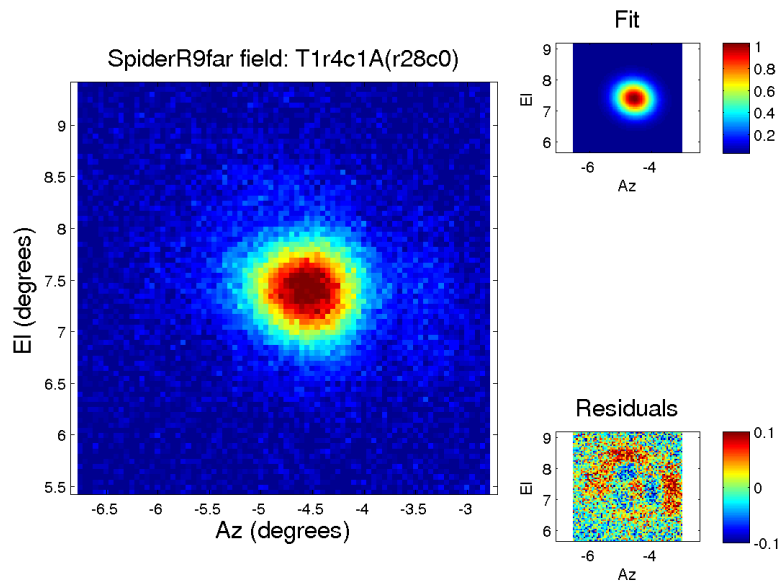 SpiderR9far field: T1r4c1A(r28c0)
El (degrees)
9
8.5
8
7.5
7
6.5
6
5.5
-6.5 -6 -5.5 -5 -4.5 -4 -3.5 -3
Az (degrees)
Fit
El
9
8
7
6
-6 -4
Az
1
0.8
0.6
0.4
0.2
Residuals
El
9
8
7
6
-6 -4
Az
0.1
0
-0.1